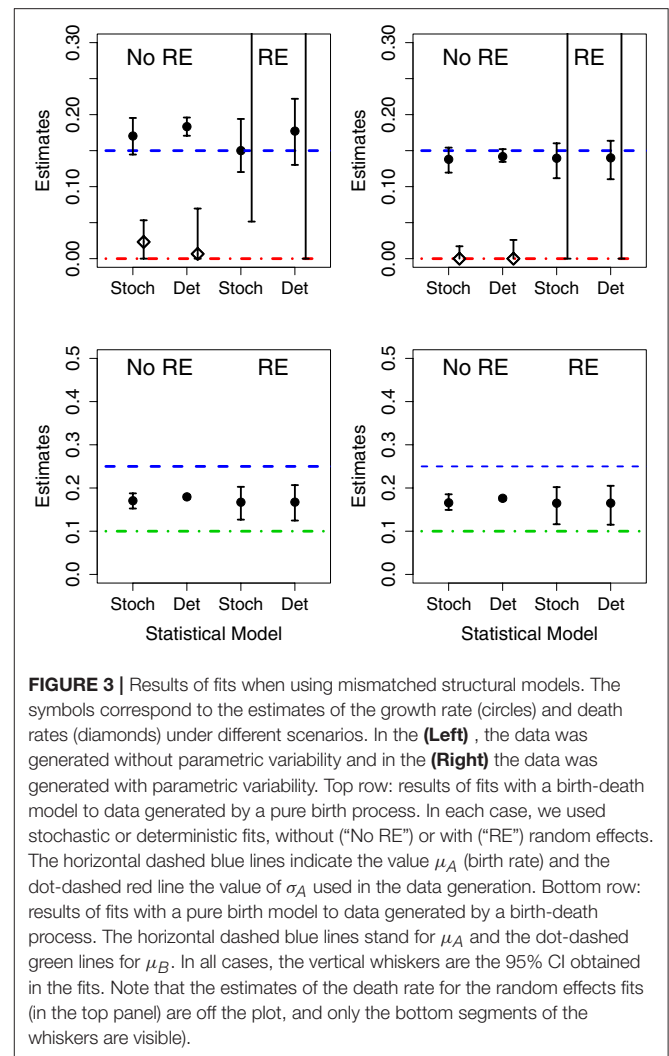 No RE RE
No RE RE
Estimates
0.00 0.10 0.20 0.30
Stoch Det Stoch Det
Estimates
0.00 0.10 0.20 0.30
Stoch Det Stoch Det
No RE RE
No RE RE
Estimates
0.0 0.1 0.2 0.3 0.4 0.5
Stoch Det Stoch Det
Statistical Model
Estimates
0.0 0.1 0.2 0.3 0.4 0.5
Stoch Det Stoch Det
Statistical Model
FIGURE 3 | Results of fits when using mismatched structural models. The
symbols correspond to the estimates of the growth rate (circles) and death
rates (diamonds) under different scenarios. In the (Left) , the data was
generated without parametric variability and in the (Right) the data was
generated with parametric variability. Top row: results of fits with a birth-death
model to data generated by a pure birth process. In each case, we used
stochastic or deterministic fits, without (“No RE”) or with (“RE”) random effects.
The horizontal dashed blue lines indicate the value μA (birth rate) and the
dot-dashed red line the value of σA used in the data generation. Bottom row:
results of fits with a pure birth model to data generated by a birth-death
process. The horizontal dashed blue lines stand for μA and the dot-dashed
green lines for μB. In all cases, the vertical whiskers are the 95% CI obtained
in the fits. Note that the estimates of the death rate for the random effects fits
(in the top panel) are off the plot, and only the bottom segments of the
whiskers are visible).